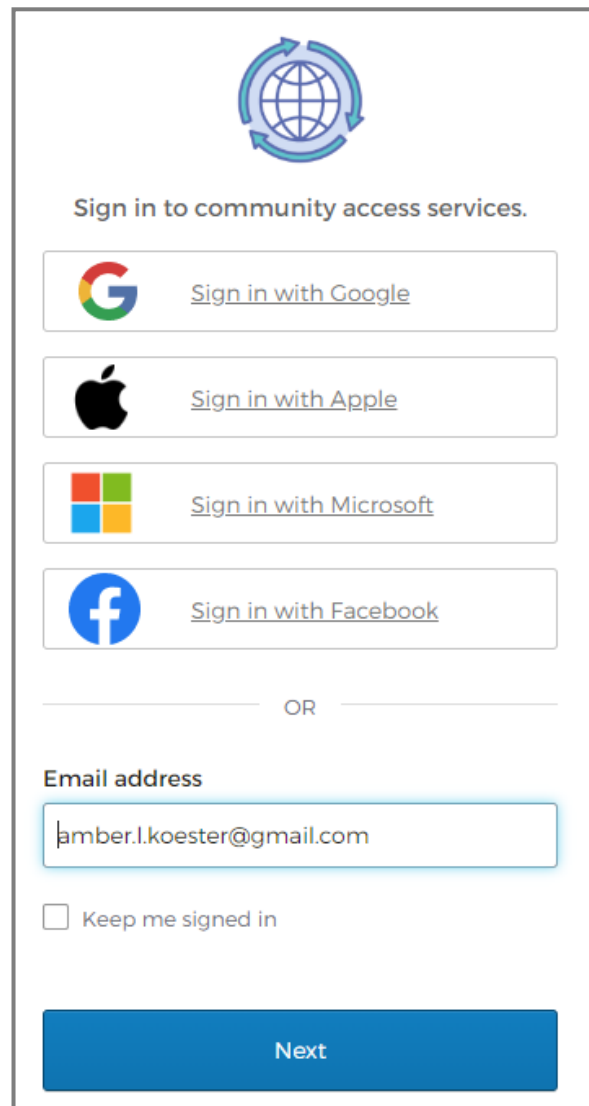 Sign in to community access services.
Sign in with Google
Sign in with Apple
Sign in with Microsoft
Sign in with Facebook
OR
Email address
amber.l.koester@gmail.com
Keep me signed in
Next